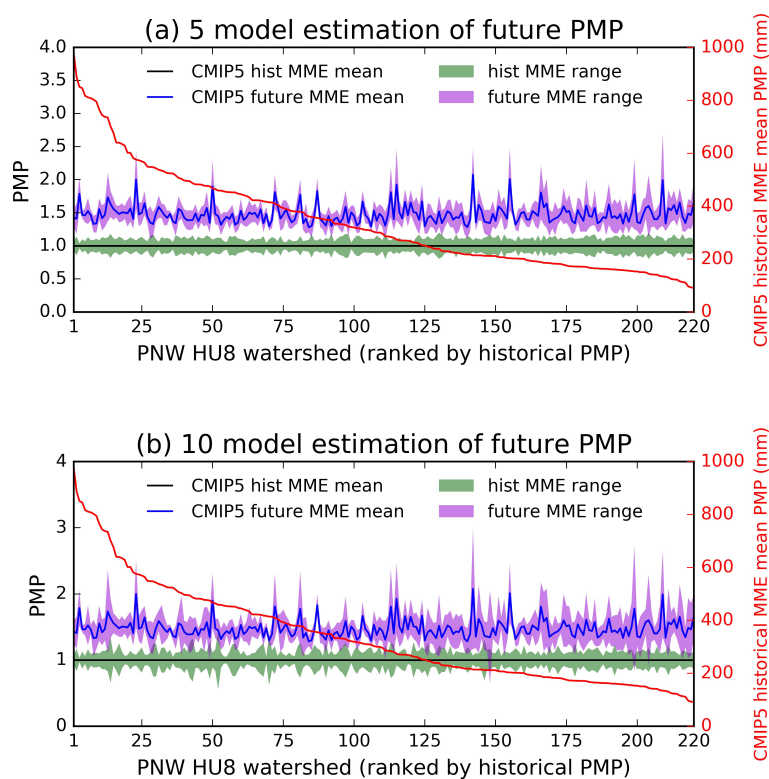 (a) 5 model estimation of future PMP
CMIP5 hist MME mean
CMIP5 future MME mean
hist MME range
future MME range
PMP
4.0
3.5
3.0
2.5
2.0
1.5
1.0
0.5
0.0
1000
800
600
400
200
0
CMIP5 historical MME mean PMP (mm)
1 25 50 75 100 125 150 175 200 220
PNW HU8 watershed (ranked by historical PMP)
(b) 10 model estimation of future PMP
CMIP5 hist MME mean
CMIP5 future MME mean
hist MME range
future MME range
PMP
4
3
2
1
0
1000
800
600
400
200
0
CMIP5 historical MME mean PMP (mm)
1 25 50 75 100 125 150 175 200 220
PNW HU8 watershed (ranked by historical PMP)